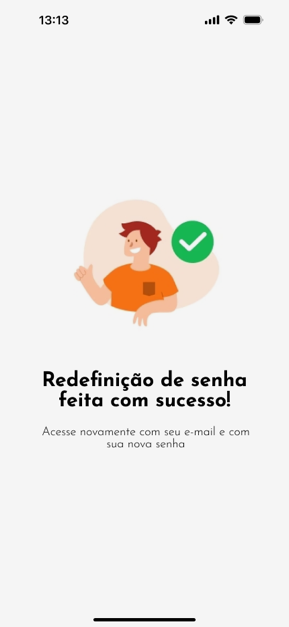 13:13
Redefinição de senha
feita com sucesso!
Acesse novamente com seu e-mail e com
sua nova senha